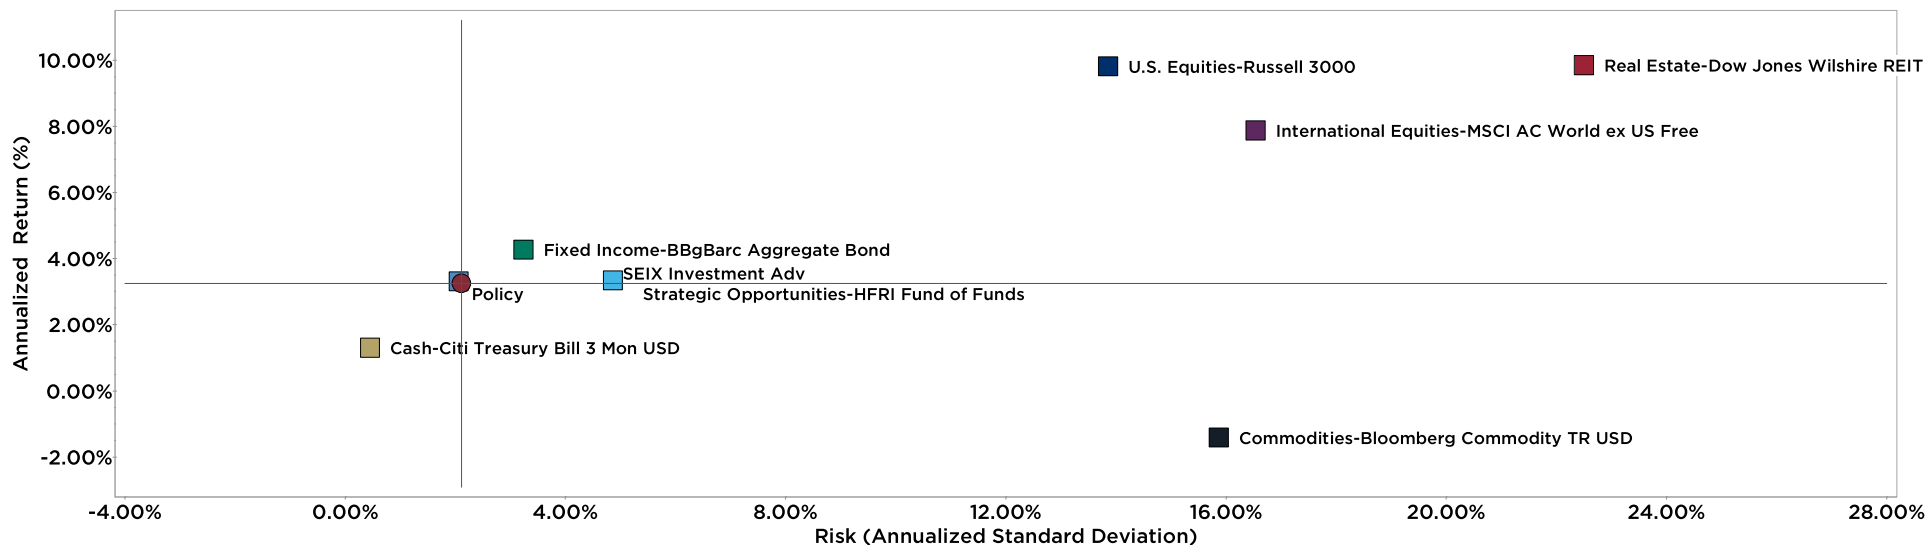 10.00%
U.S. Equities-Russell 3000
Real Estate-Dow Jones Wilshire REIT
8.00%
International Equities-MSCI AC World ex US Free
6.00%
Annualized Return (%)
4.00%
Fixed Income-BBgBarc Aggregate Bond
SEIX Investment Adv
Policy
Strategic Opportunities-HFRI Fund of Funds
2.00%
Cash-Citi Treasury Bill 3 Mon USD
0.00%
Commodities-Bloomberg Commodity TR USD
-2.00%
-4.00% 0.00% 4.00% 8.00% 12.00% 16.00% 20.00% 24.00% 28.00%
Risk (Annualized Standard Deviation)